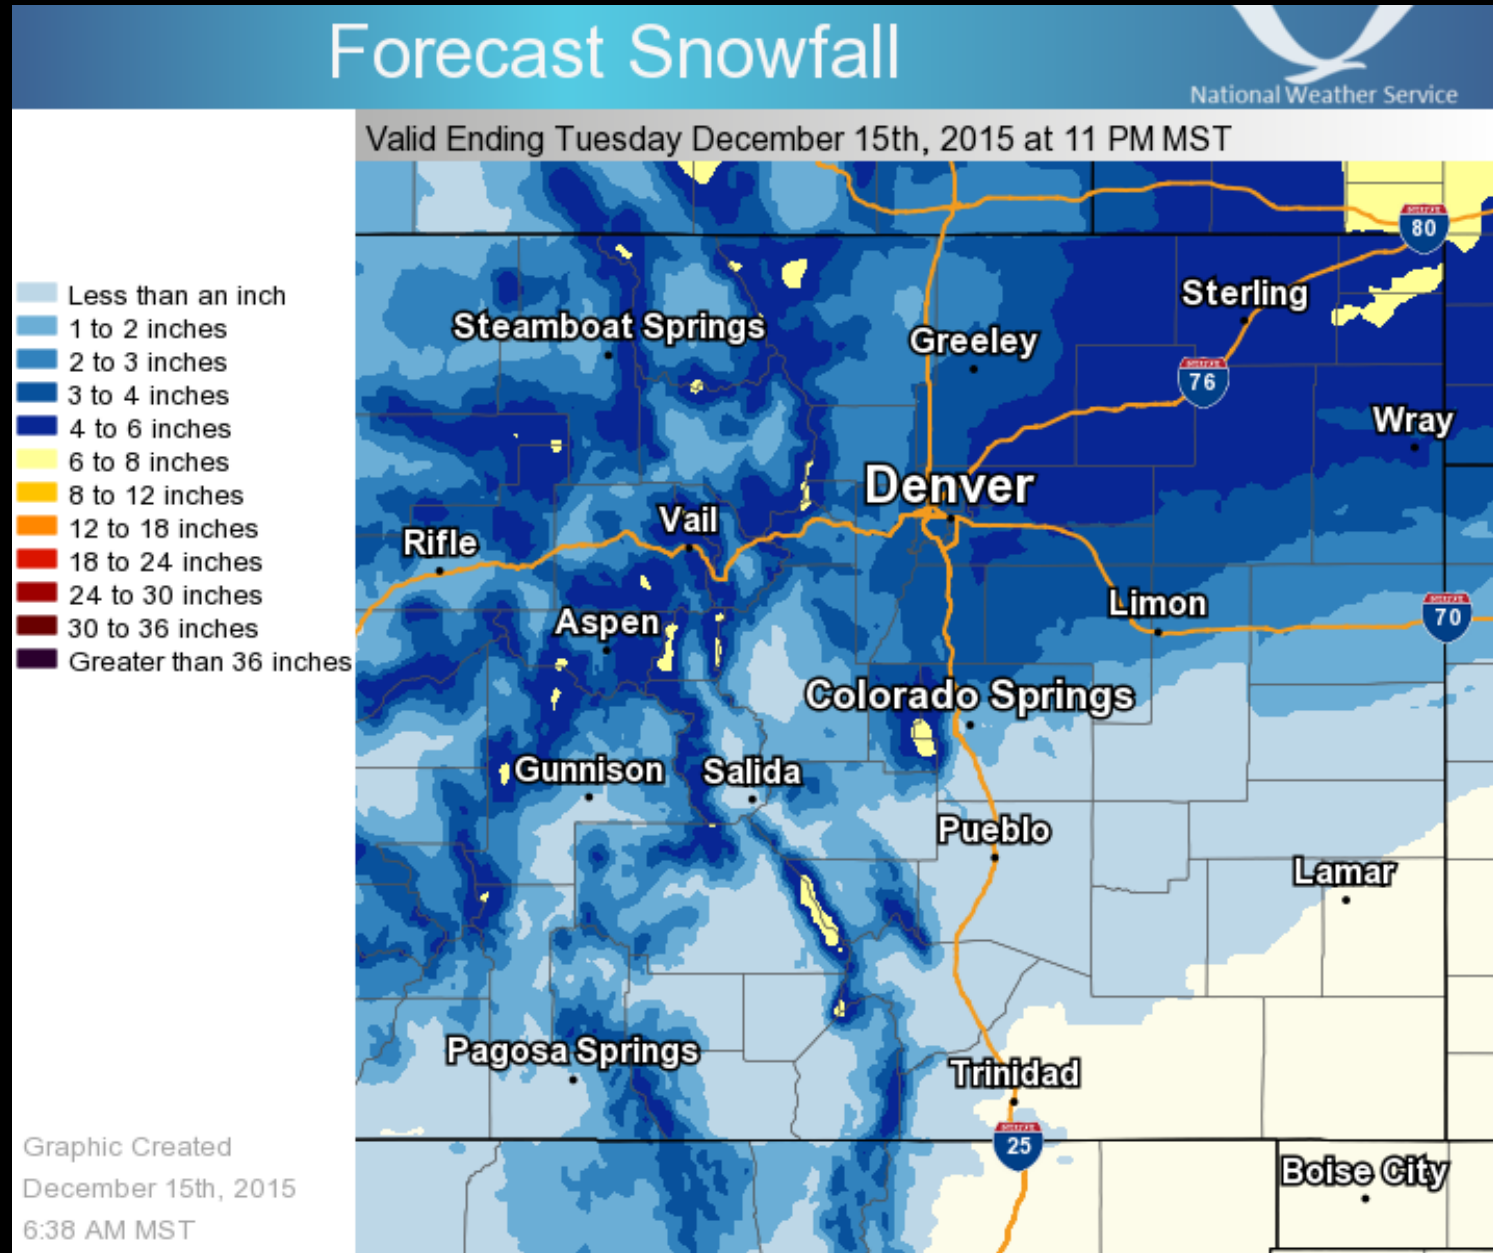 Forecast Snowfall
National Weather Service
Valid Ending Tuesday December 15th, 2015 at 11 PM MST
Less than an inch
1 to 2 inches
2 to 3 inches
3 to 4 inches
4 to 6 inches
6 to 8 inches
8 to 12 inches
12 to 18 inches
18 to 24 inches
24 to 30 inches
30 to 36 inches
Greater than 36 inches
80
Sterling
Steamboat Springs
Greeley
76
Wray
Denver
Vail
Rifle
Limon
70
Aspen
Colorado Springs
Gunnison
Salida
Pueblo
Lamar
Pagosa Springs
Trinidad
25
Boise City
Graphic Created
December 15th, 2015
6:38 AM MST